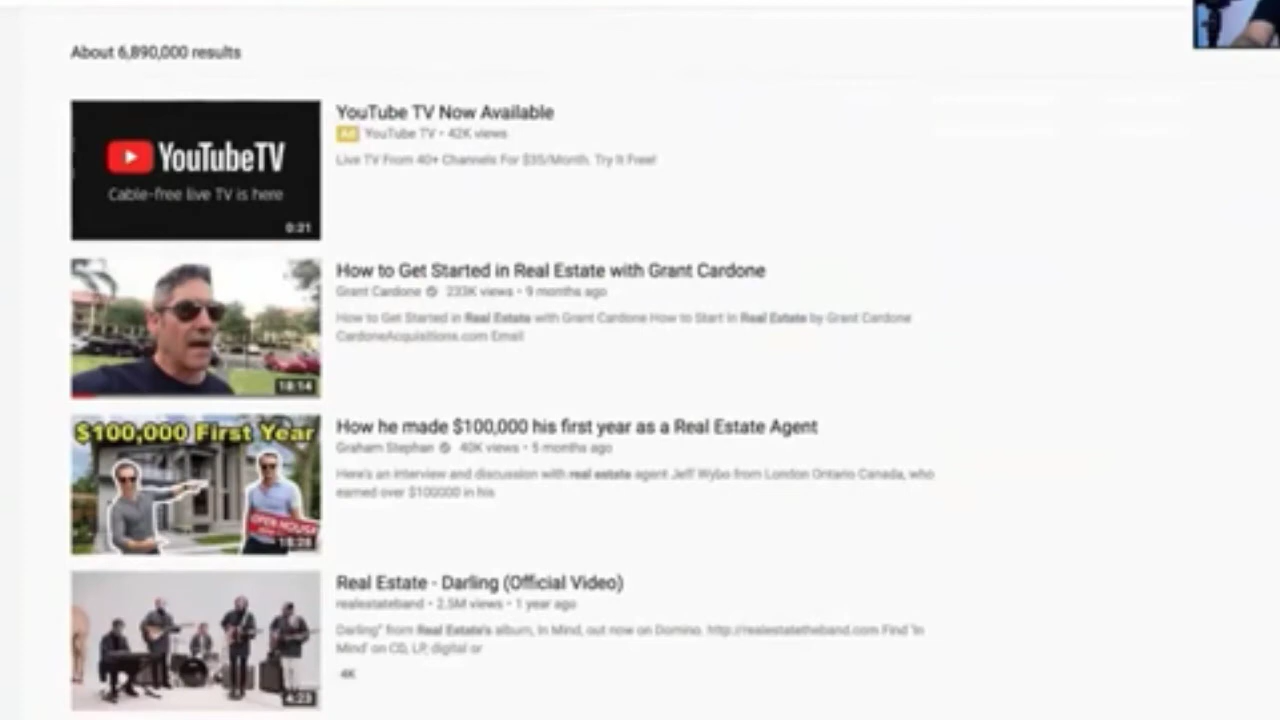 About 6,890,000 results
YouTube TV
Cable-free live TV is here
0:21
YouTube TV Now Available
Ad YouTube TV • 42K views
Live TV From 40+ Channels For $35/Month. Try It Free!
18:14
How to Get Started in Real Estate with Grant Cardone
Grant Cardone 233K views • 9 months ago
How to Get Started in Real Estate with Grant Cardone How to Start in Real Estate by Grant Cardone
CardoneAcquisitions.com Email
$100,000 First Year
OPEN HOUSE
How he made $100,000 his first year as a Real Estate Agent
Graham Stephan 40K views • 5 months ago
Here's an interview and discussion with real estate agent Jeff Wybo from London Ontario Canada, who
earned over $100000 in his
4:23
Real Estate - Darling (Official Video)
realestateband • 2.5M views • 1 year ago
Darling" from Real Estate's album, In Mind, out now on Domino. http://realestatetheband.com Find 'In
Mind' on CD, LP, digital or
4K